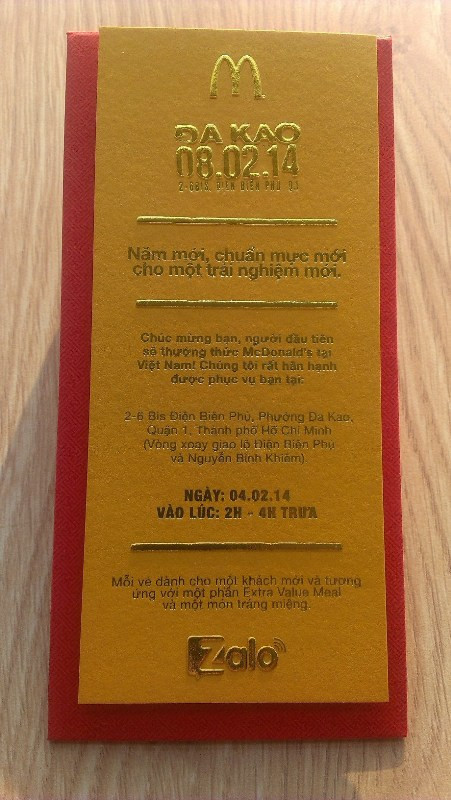 M
ĐA KAO
08.02.14
2-6BIS, ĐIỆN BIÊN PHỦ, Q1
Năm mới, chuẩn mực mới
cho một trải nghiệm mới.
Chúc mừng bạn, người đầu tiên
sẽ thưởng thức McDonald's tại
Việt Nam! Chúng tôi rất hân hạnh
được phục vụ bạn tại:
2-6 Bis Điện Biên Phủ, Phường Đa Kao,
Quận 1, Thành phố Hồ Chí Minh
(Vòng xoay giao lộ Điện Biên Phủ
và Nguyễn Bỉnh Khiêm)
NGÀY: 04.02.14
VÀO LÚC: 2H - 4H TRƯA
Mỗi vé dành cho một khách mời và tương
ứng với một phần Extra Value Meal
và một món tráng miệng.
Zalo